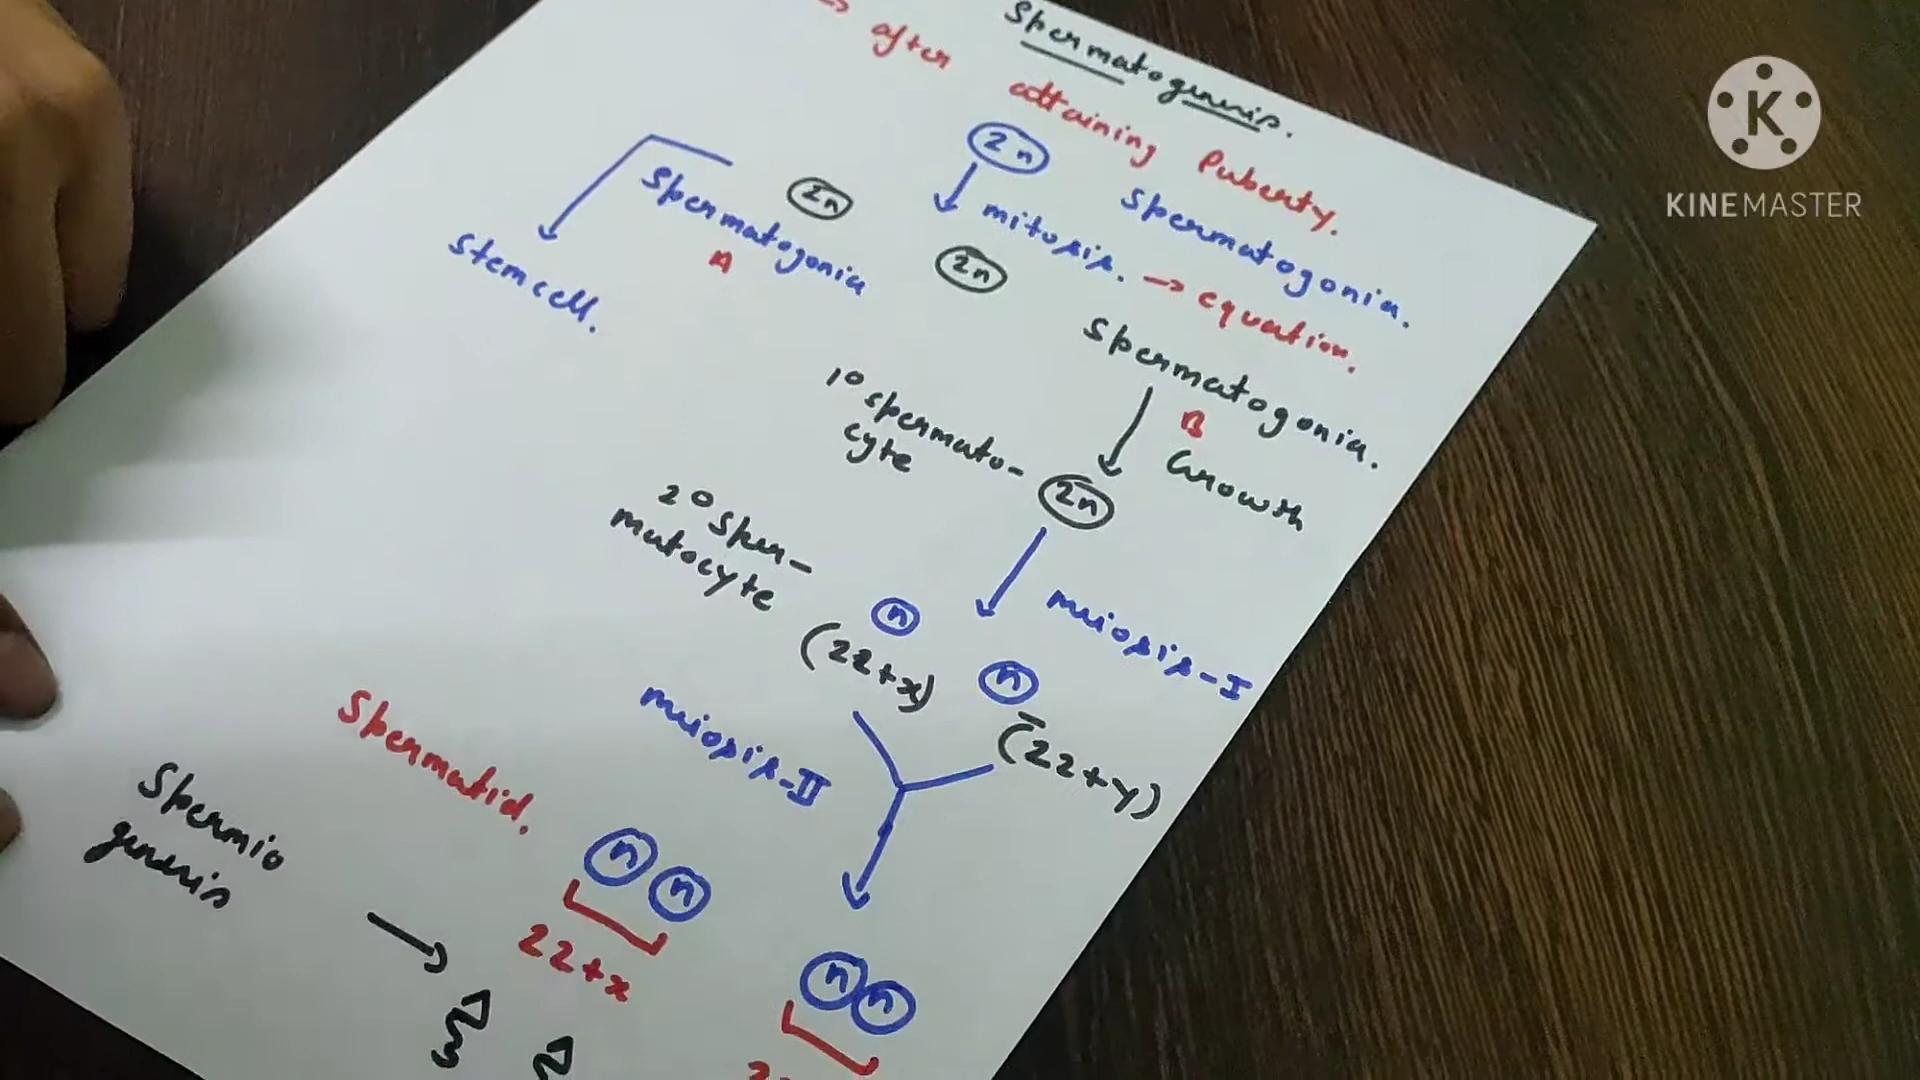 Spermatogenesis.
→ after attaining Puberty.
2n Spermatogonia.
mitosis. → equation.
2n
2n
Spermatogonia
A
Stem cell.
Spermatogonia.
B
Growth
1° spermato-
cyte
2n
meiosis-I
2° sper-
matocyte
n
(22+x)
n
(22+y)
meiosis-II
Spermatid.
n n
22+x
n n
Spermio
genesis
K
KINEMASTER